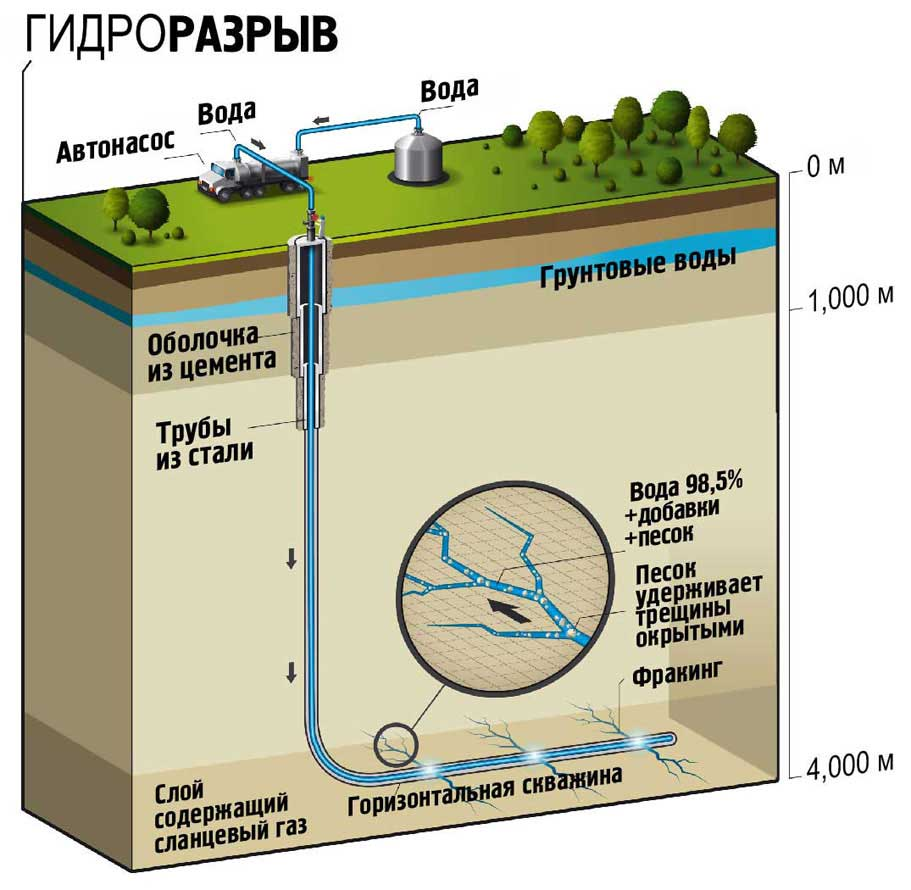 ГИДРОРАЗРЫВ
Вода
Вода
Автонасос
0 м
Грунтовые воды
1,000 м
Оболочка
из цемента
Трубы
из стали
Вода 98,5%
+добавки
+песок
Песок
удерживает
трещины
окрытыми
Фракинг
4,000 м
Горизонтальная скважина
Слой
содержащий
сланцевый газ